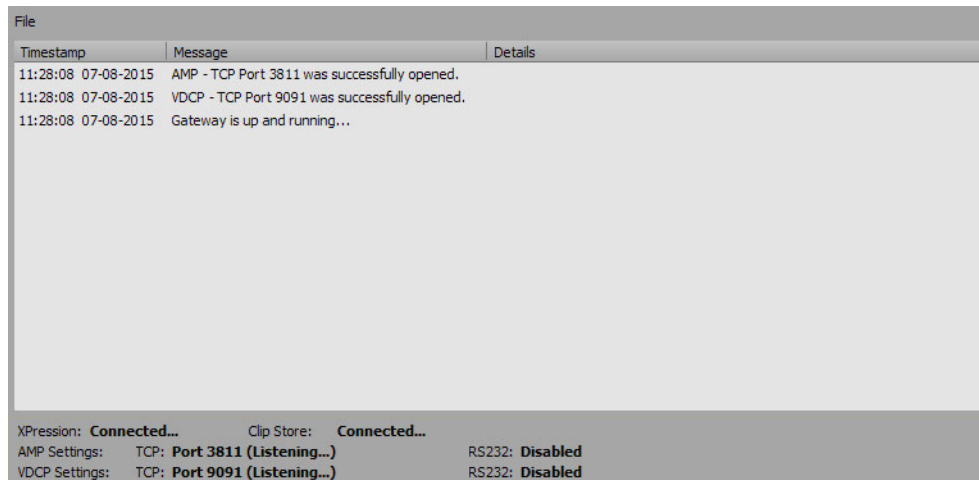 File
Timestamp Message Details
11:28:08 07-08-2015 AMP - TCP Port 3811 was successfully opened.
11:28:08 07-08-2015 VDCP - TCP Port 9091 was successfully opened.
11:28:08 07-08-2015 Gateway is up and running...
XPression: Connected... Clip Store: Connected...
AMP Settings: TCP: Port 3811 (Listening...) RS232: Disabled
VDCP Settings: TCP: Port 9091 (Listening...) RS232: Disabled